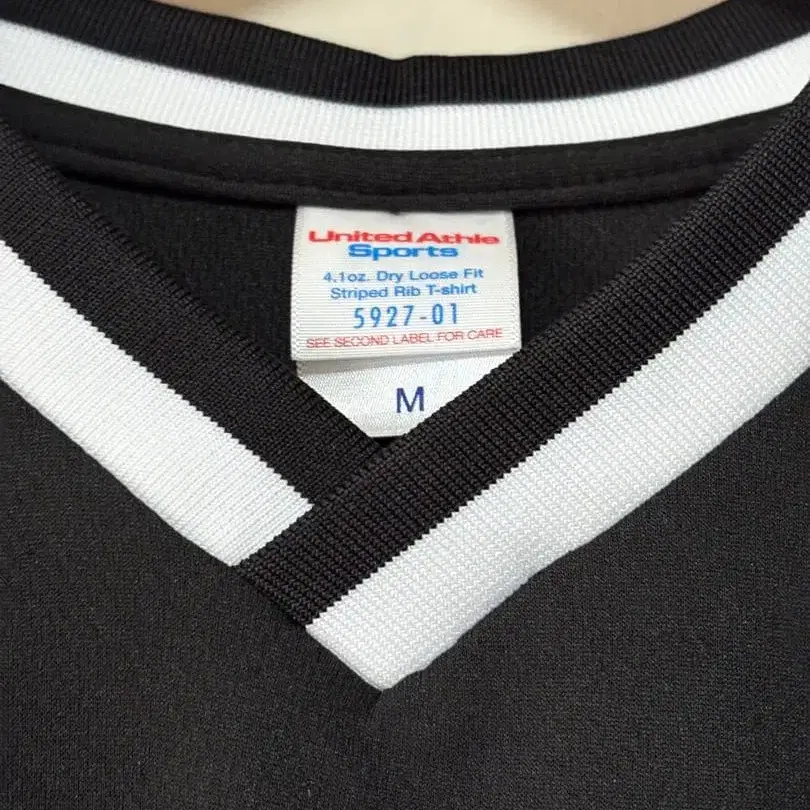 United Athle
Sports
4.1oz. Dry Loose Fit
Striped Rib T-shirt
5927-01
SEE SECOND LABEL FOR CARE
M